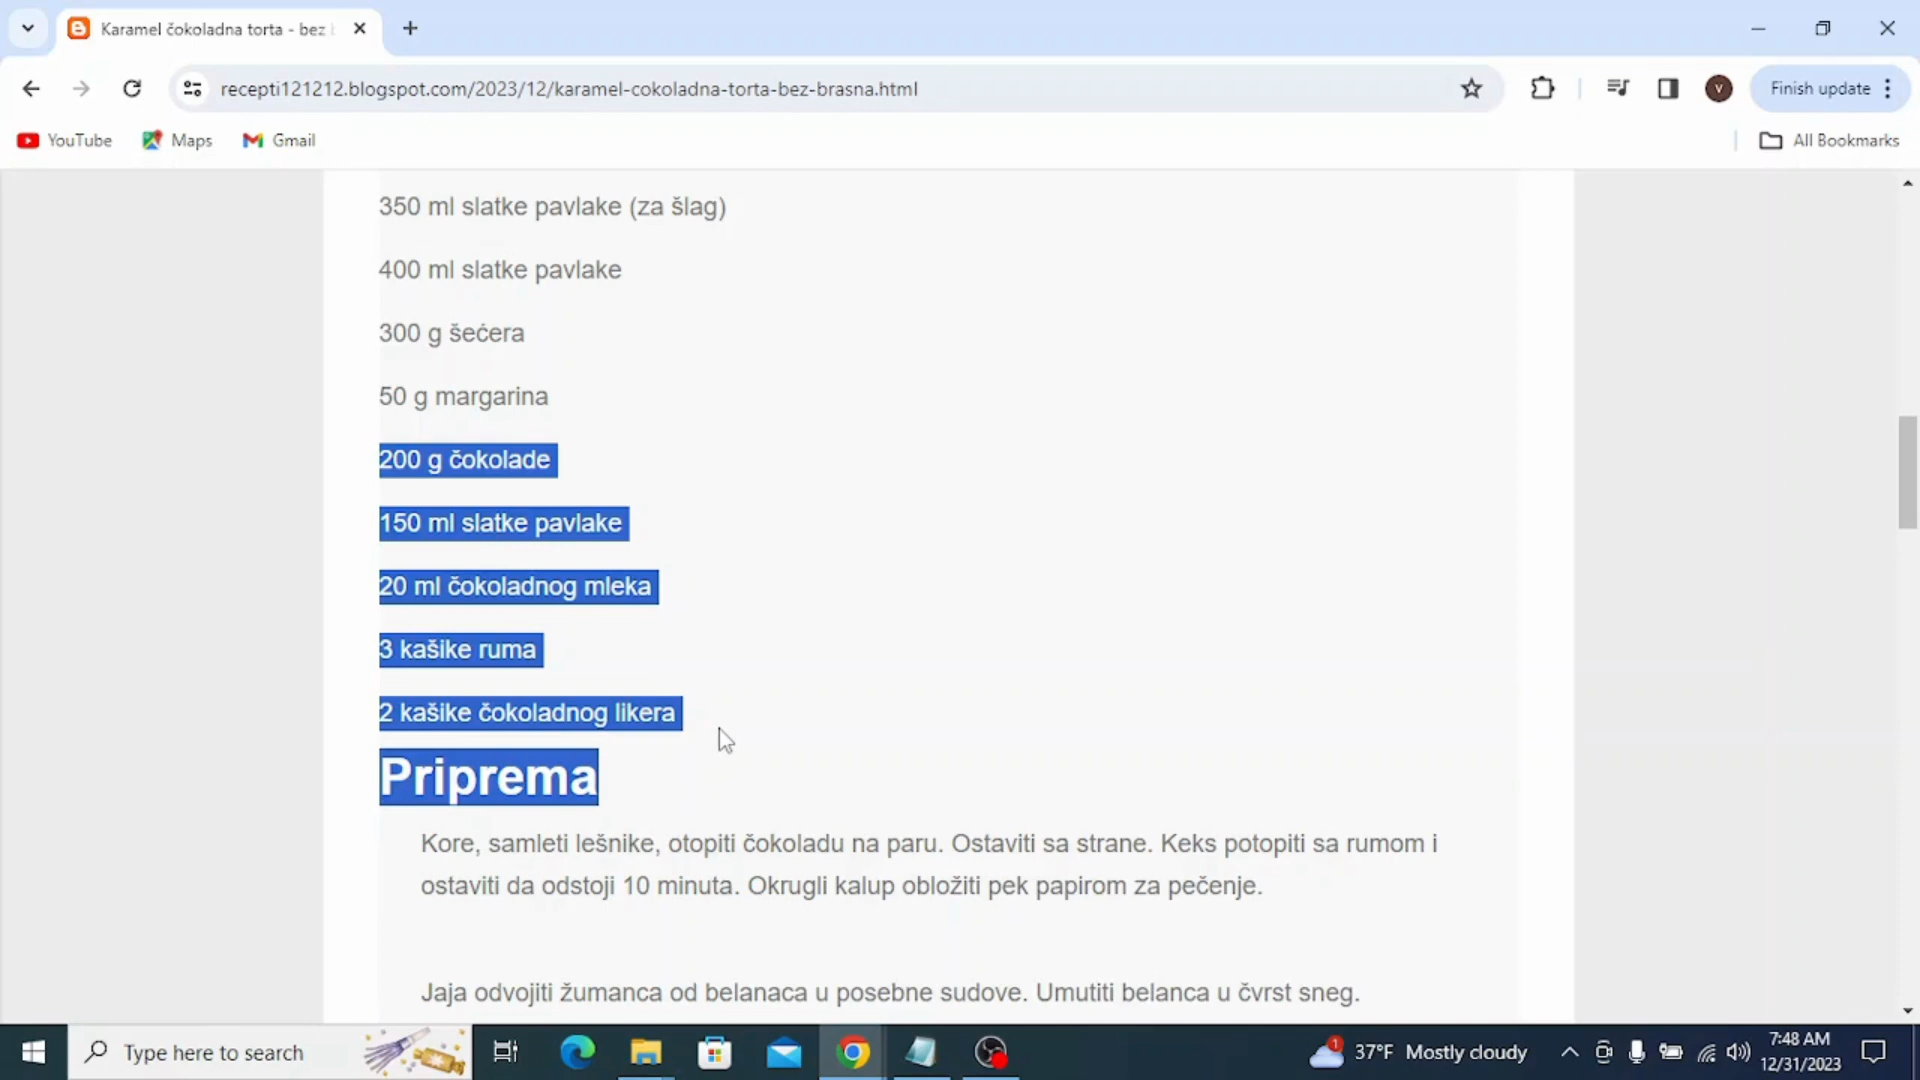 Karamel čokoladna torta - bez
recepti121212.blogspot.com/2023/12/karamel-cokoladna-torta-bez-brasna.html
V
Finish update
YouTube
Maps
Gmail
All Bookmarks
350 ml slatke pavlake (za šlag)
400 ml slatke pavlake
300 g šećera
50 g margarina
200 g čokolade
150 ml slatke pavlake
20 ml čokoladnog mleka
3 kašike ruma
2 kašike čokoladnog likera
Priprema
Kore, samleti lešnike, otopiti čokoladu na paru. Ostaviti sa strane. Keks potopiti sa rumom i
ostaviti da odstoji 10 minuta. Okrugli kalup obložiti pek papirom za pečenje.
Jaja odvojiti žumanca od belanaca u posebne sudove. Umutiti belanca u čvrst sneg.
Type here to search
1
37°F Mostly cloudy
7:48 AM
12/31/2023